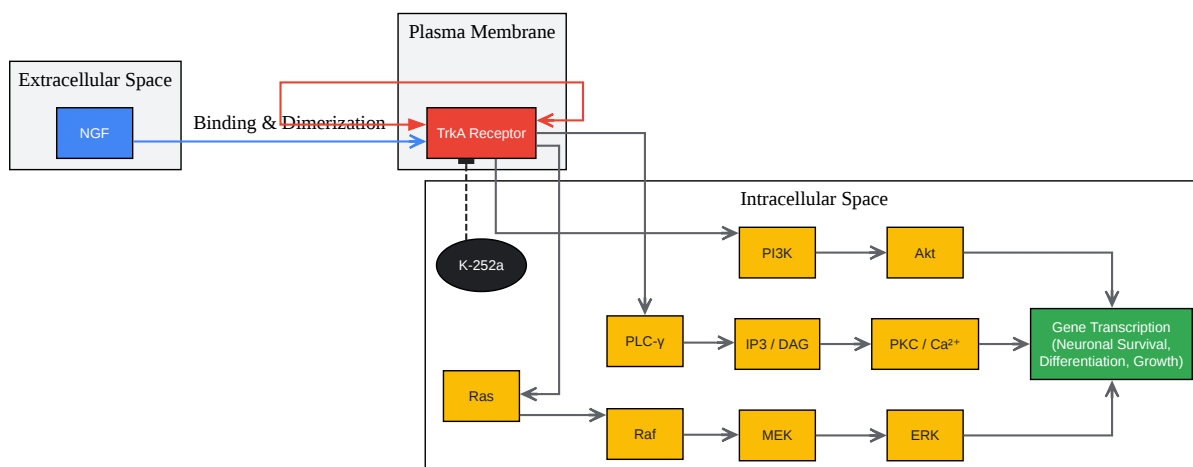 Plasma Membrane
Extracellular Space
NGF
Binding & Dimerization
TrkA Receptor
Intracellular Space
K-252a
PI3K
Akt
PLC-γ
IP3 / DAG
PKC / Ca²⁺
Gene Transcription
(Neuronal Survival,
Differentiation, Growth)
Ras
Raf
MEK
ERK